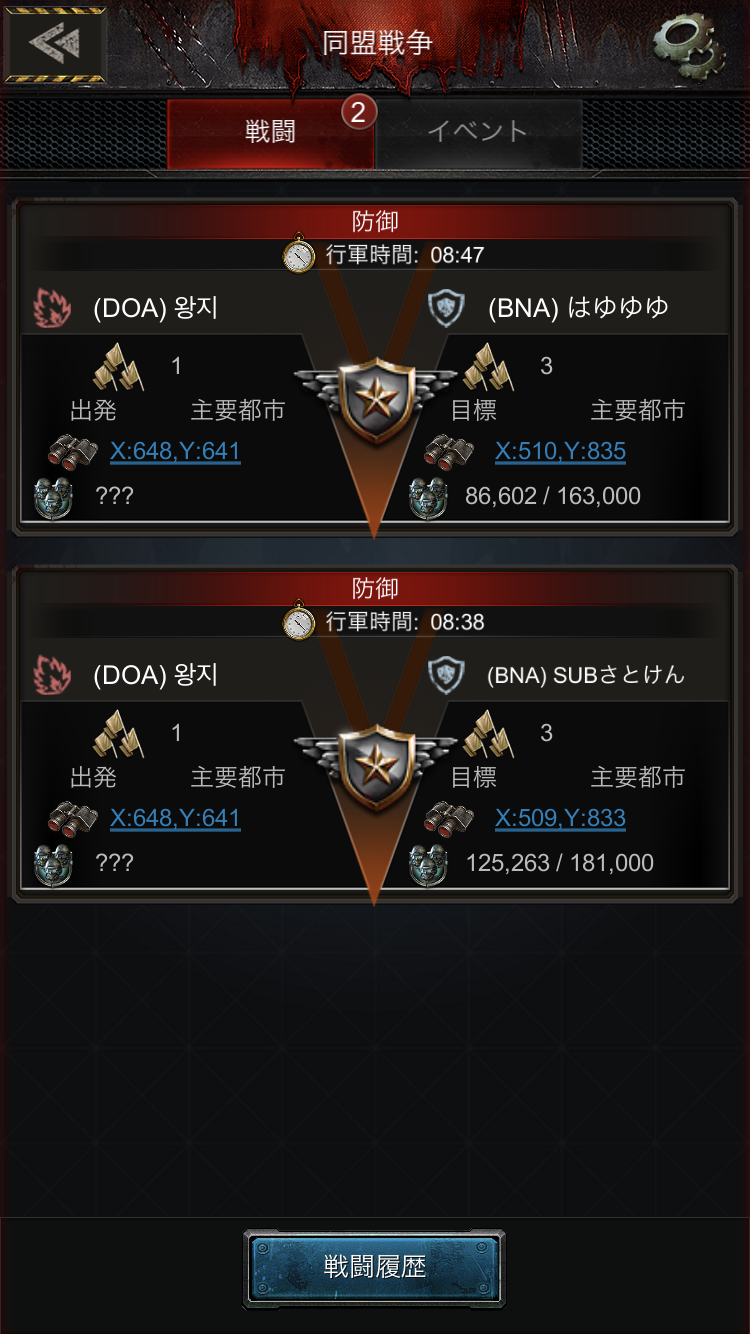 同盟戦争
戦闘
2
イベント
防御
行軍時間: 08:47
(DOA) 왕지
(BNA) はゆゆゆ
1
3
出発 主要都市
目標 主要都市
X:648,Y:641
X:510,Y:835
???
86,602 / 163,000
防御
行軍時間: 08:38
(DOA) 왕지
(BNA) SUBさとけん
1
3
出発 主要都市
目標 主要都市
X:648,Y:641
X:509,Y:833
???
125,263 / 181,000
戦闘履歴